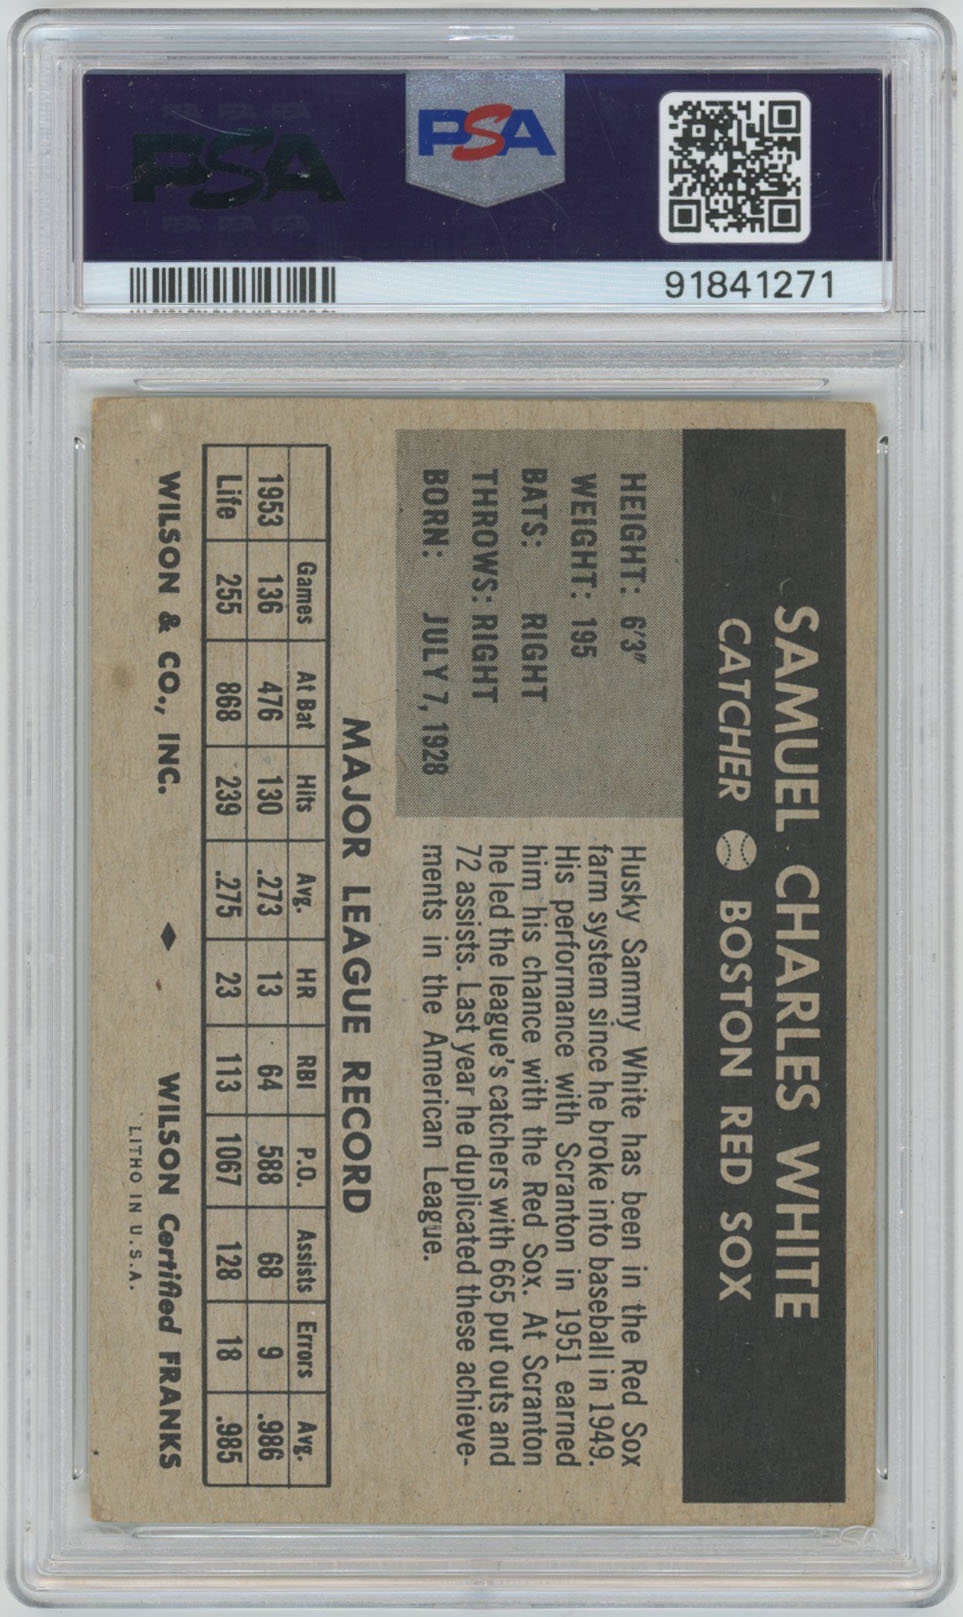 PSA
PSA
91841271
SAMUEL CHARLES WHITE
CATCHER BOSTON RED SOX
HEIGHT: 6'3"
WEIGHT: 195
BATS: RIGHT
THROWS: RIGHT
BORN: JULY 7, 1928
Husky Sammy White has been in the Red Sox
farm system since he broke into baseball in 1949.
His performance with Scranton in 1951 earned
him his chance with the Red Sox. At Scranton
he led the league's catchers with 665 put outs and
72 assists. Last year he duplicated these achieve-
ments in the American League.
MAJOR LEAGUE RECORD
Games At Bat Hits Avg. HR RBI P.O. Assists Errors Avg.
1953 136 476 130 .273 13 64 588 68 9 .986
Life 255 868 239 .275 23 113 1067 128 18 .985
WILSON & CO., INC. ♦ WILSON Certified FRANKS
LITHO IN U.S.A.